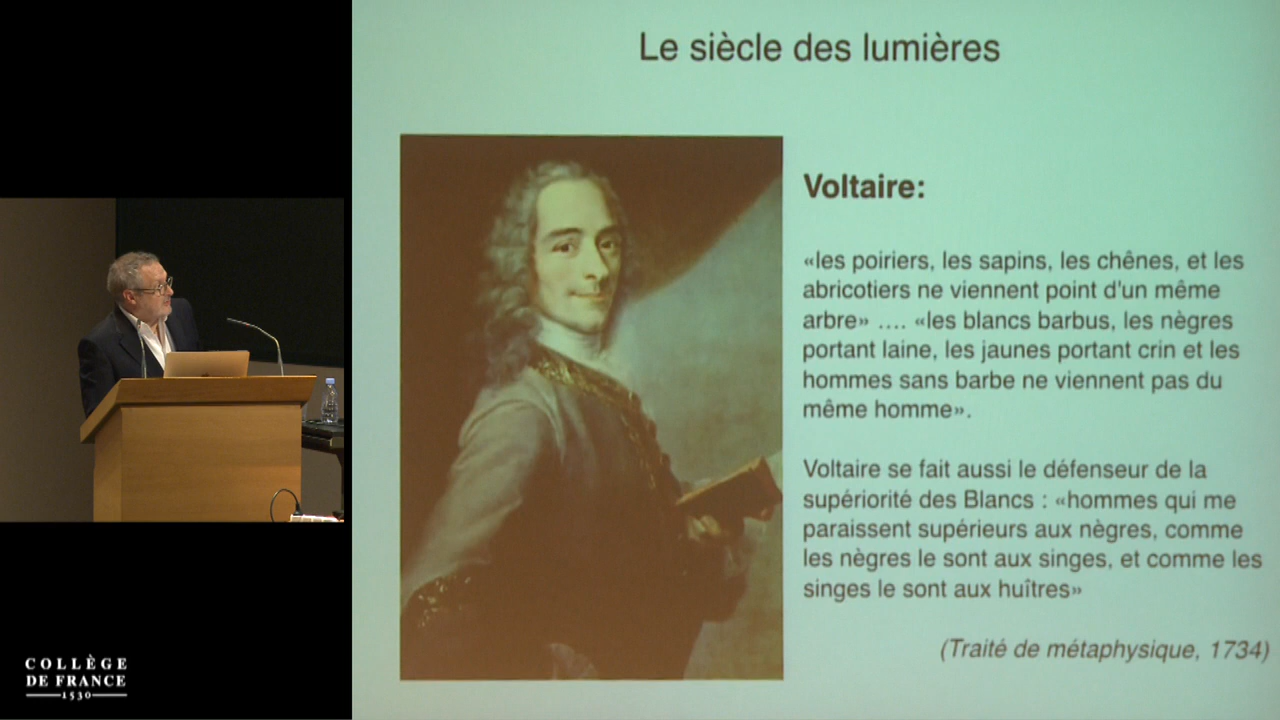 Le siècle des lumières
Voltaire:
«les poiriers, les sapins, les chênes, et les
abricotiers ne viennent point d'un même
arbre» .... «les blancs barbus, les nègres
portant laine, les jaunes portant crin et les
hommes sans barbe ne viennent pas du
même homme».
Voltaire se fait aussi le défenseur de la
supériorité des Blancs : «hommes qui me
paraissent supérieurs aux nègres, comme
les nègres le sont aux singes, et comme les
singes le sont aux huîtres»
(Traité de métaphysique, 1734)
COLLÈGE
DE FRANCE
1530